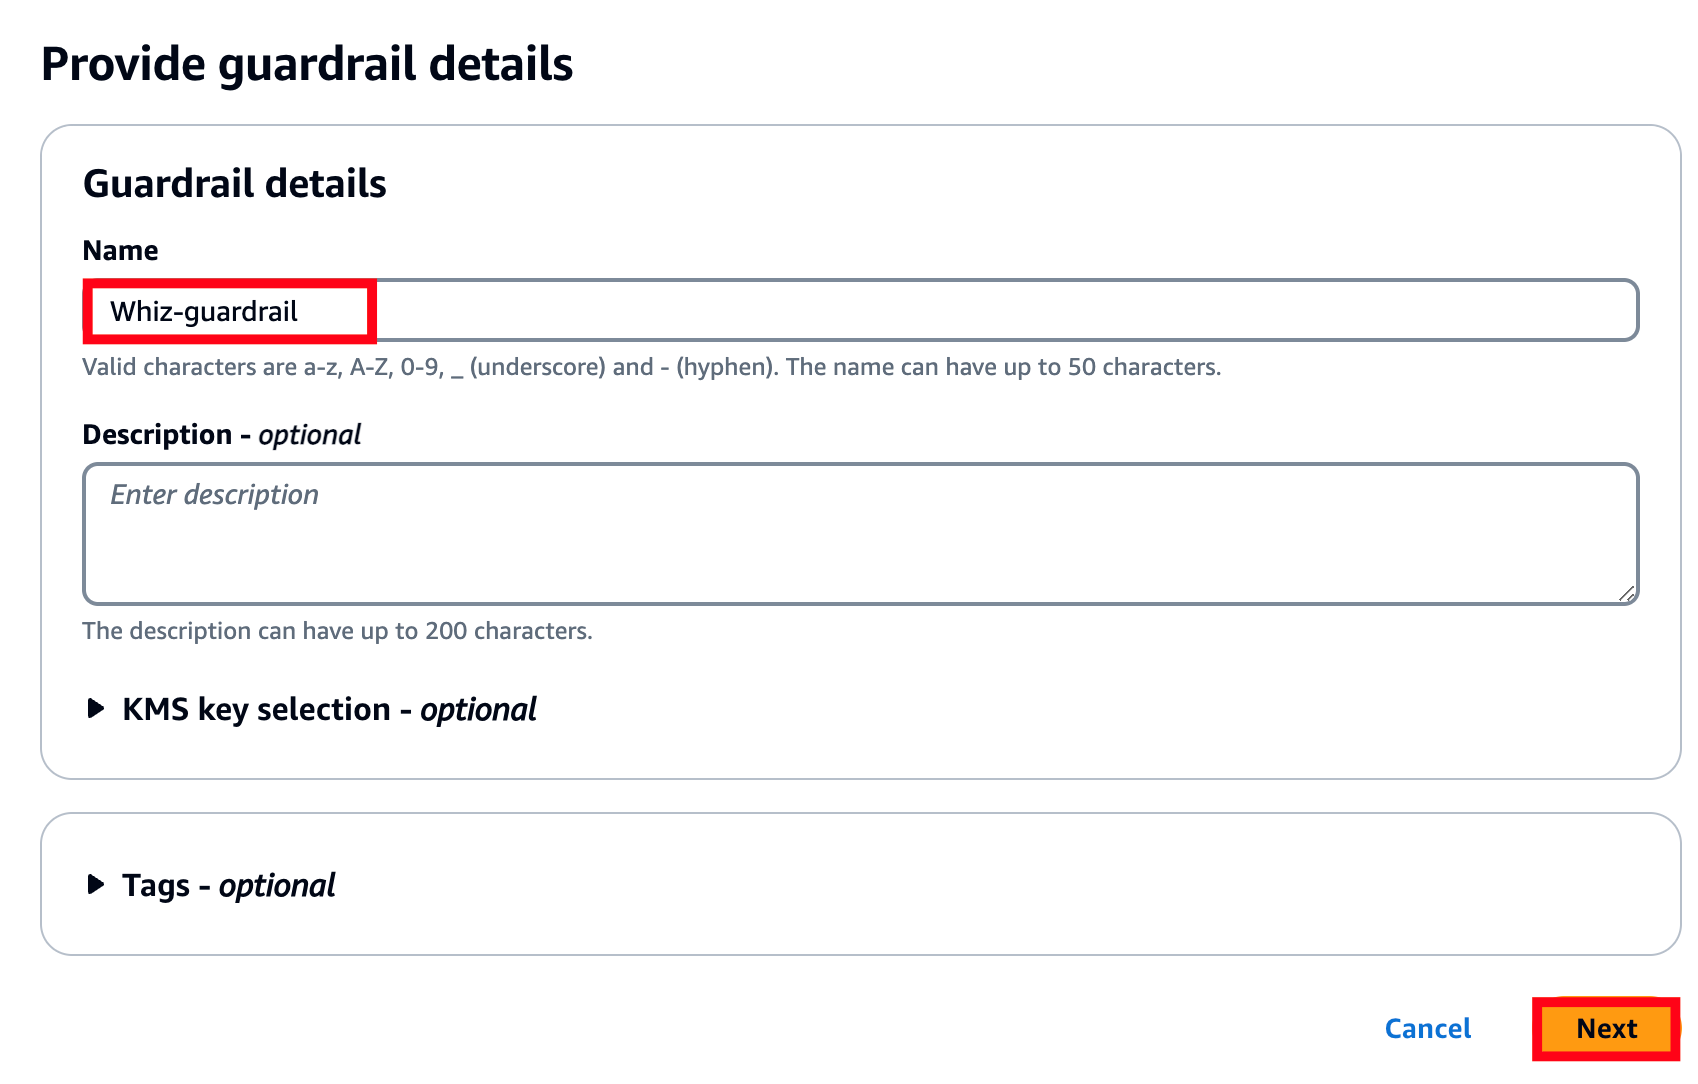 Provide guardrail details
Guardrail details
Name
Whiz-guardrail
Valid characters are a-z, A-Z, 0-9, _ (underscore) and - (hyphen). The name can have up to 50 characters.
Description - optional
Enter description
The description can have up to 200 characters.
KMS key selection - optional
Tags - optional
Cancel Next